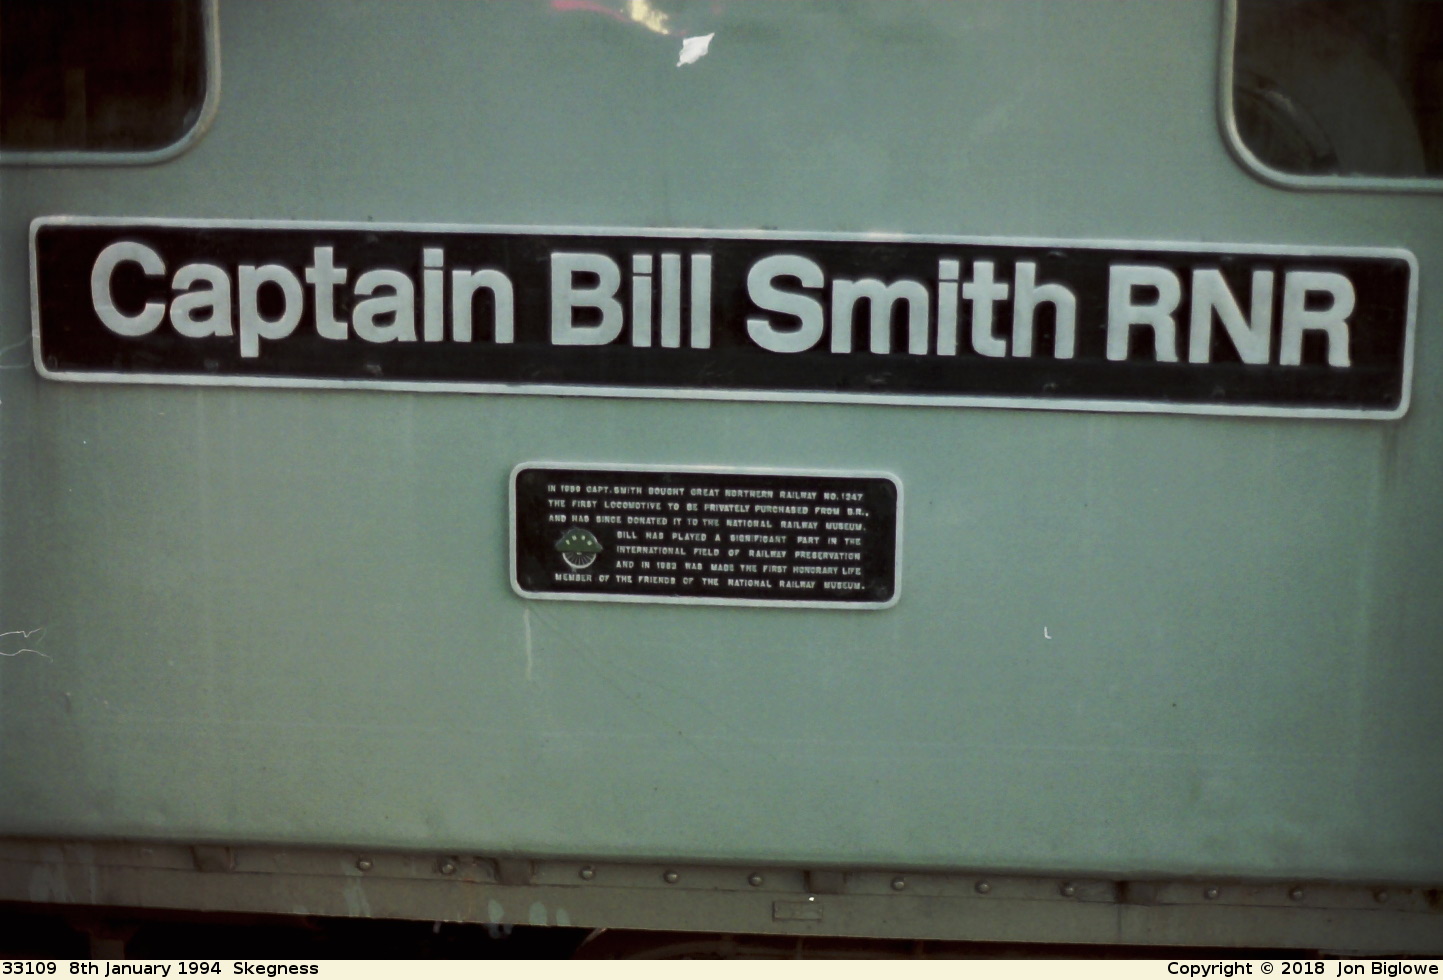 Captain Bill Smith RNR
IN 1959 CAPT. SMITH BOUGHT GREAT NORTHERN RAILWAY NO. 1247
THE FIRST LOCOMOTIVE TO BE PRIVATELY PURCHASED FROM B.R.,
AND HAS SINCE DONATED IT TO THE NATIONAL RAILWAY MUSEUM.
BILL HAS PLAYED A SIGNIFICANT PART IN THE
INTERNATIONAL FIELD OF RAILWAY PRESERVATION
AND IN 1983 WAS MADE THE FIRST HONORARY LIFE
MEMBER OF THE FRIENDS OF THE NATIONAL RAILWAY MUSEUM.
33109 8th January 1994 Skegness
Copyright © 2018 Jon Biglowe